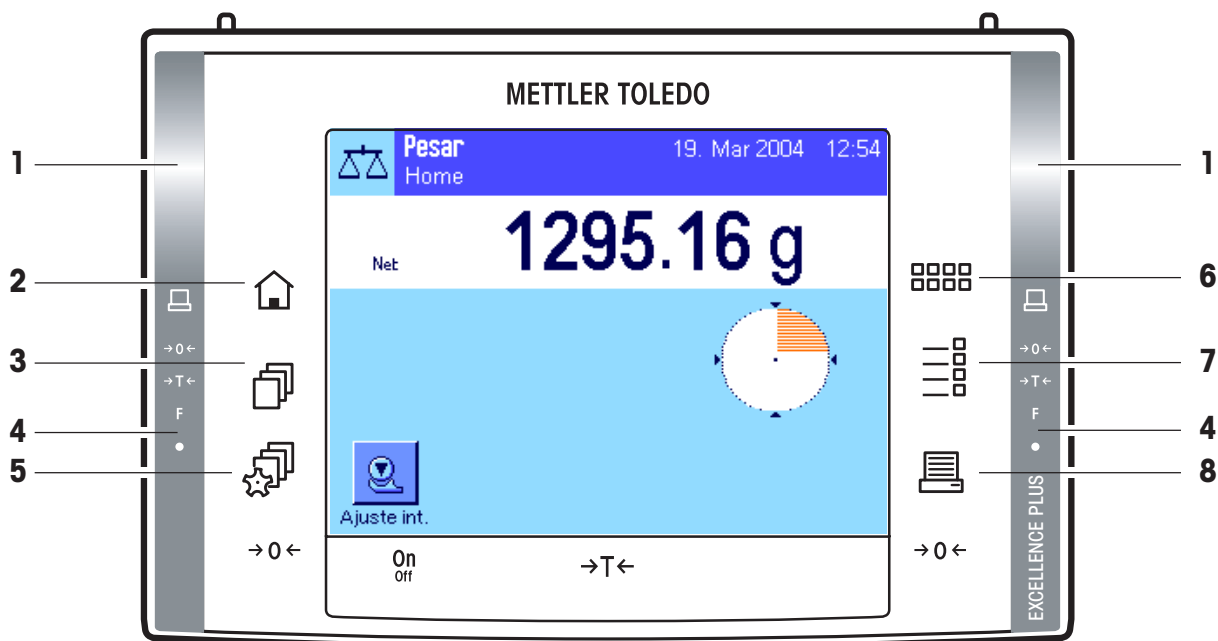 METTLER TOLEDO
Pesar
19. Mar 2004 12:54
Home
1
1
Net
1295.16 g
2
6
→0←
→0←
3
7
→T←
→T←
F
F
4
4
5
8
Ajuste int.
→0←
On
Off
→T←
→0←
EXCELLENCE PLUS